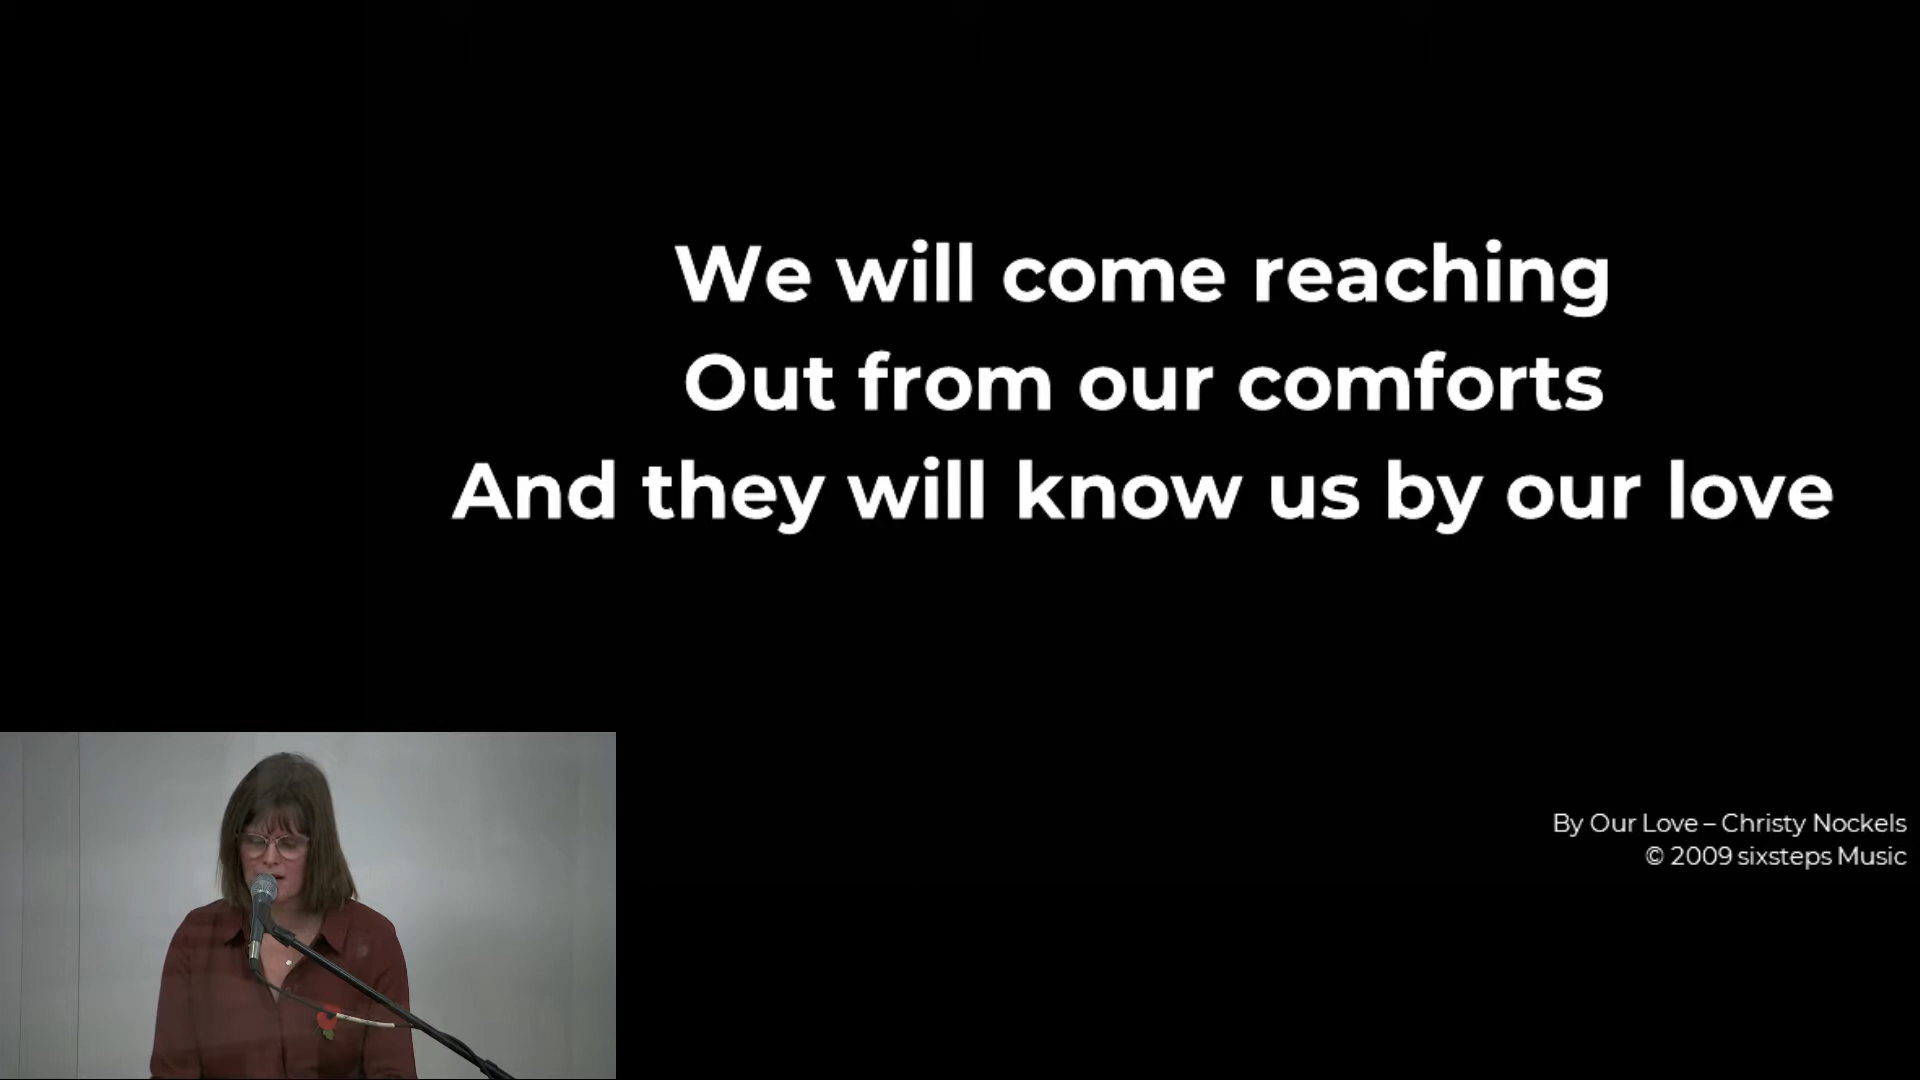 We will come reaching
Out from our comforts
And they will know us by our love
By Our Love – Christy Nockels
© 2009 sixsteps Music